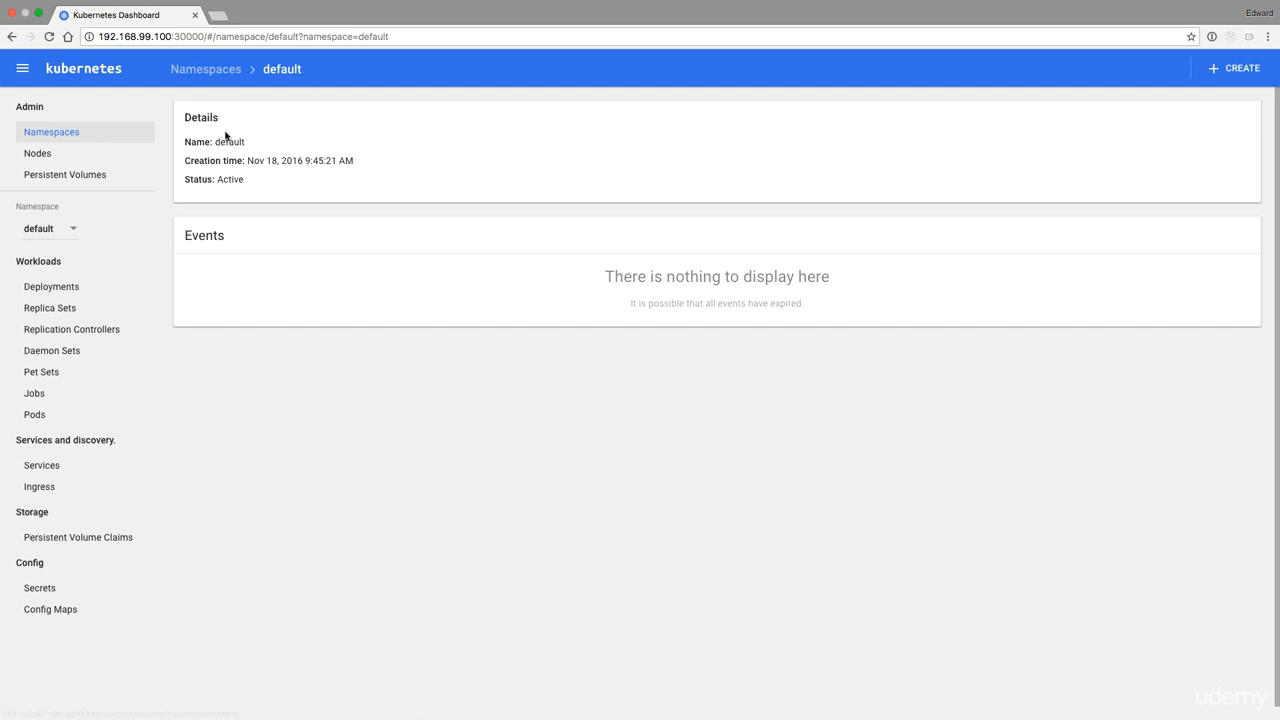 Kubernetes Dashboard
Edward
192.168.99.100:30000/#/namespace/default?namespace=default
kubernetes
Namespaces > default
+ CREATE
Admin
Namespaces
Nodes
Persistent Volumes
Namespace
default
Workloads
Deployments
Replica Sets
Replication Controllers
Daemon Sets
Pet Sets
Jobs
Pods
Services and discovery.
Services
Ingress
Storage
Persistent Volume Claims
Config
Secrets
Config Maps
Details
Name: default
Creation time: Nov 18, 2016 9:45:21 AM
Status: Active
Events
There is nothing to display here
It is possible that all events have expired.
udemy